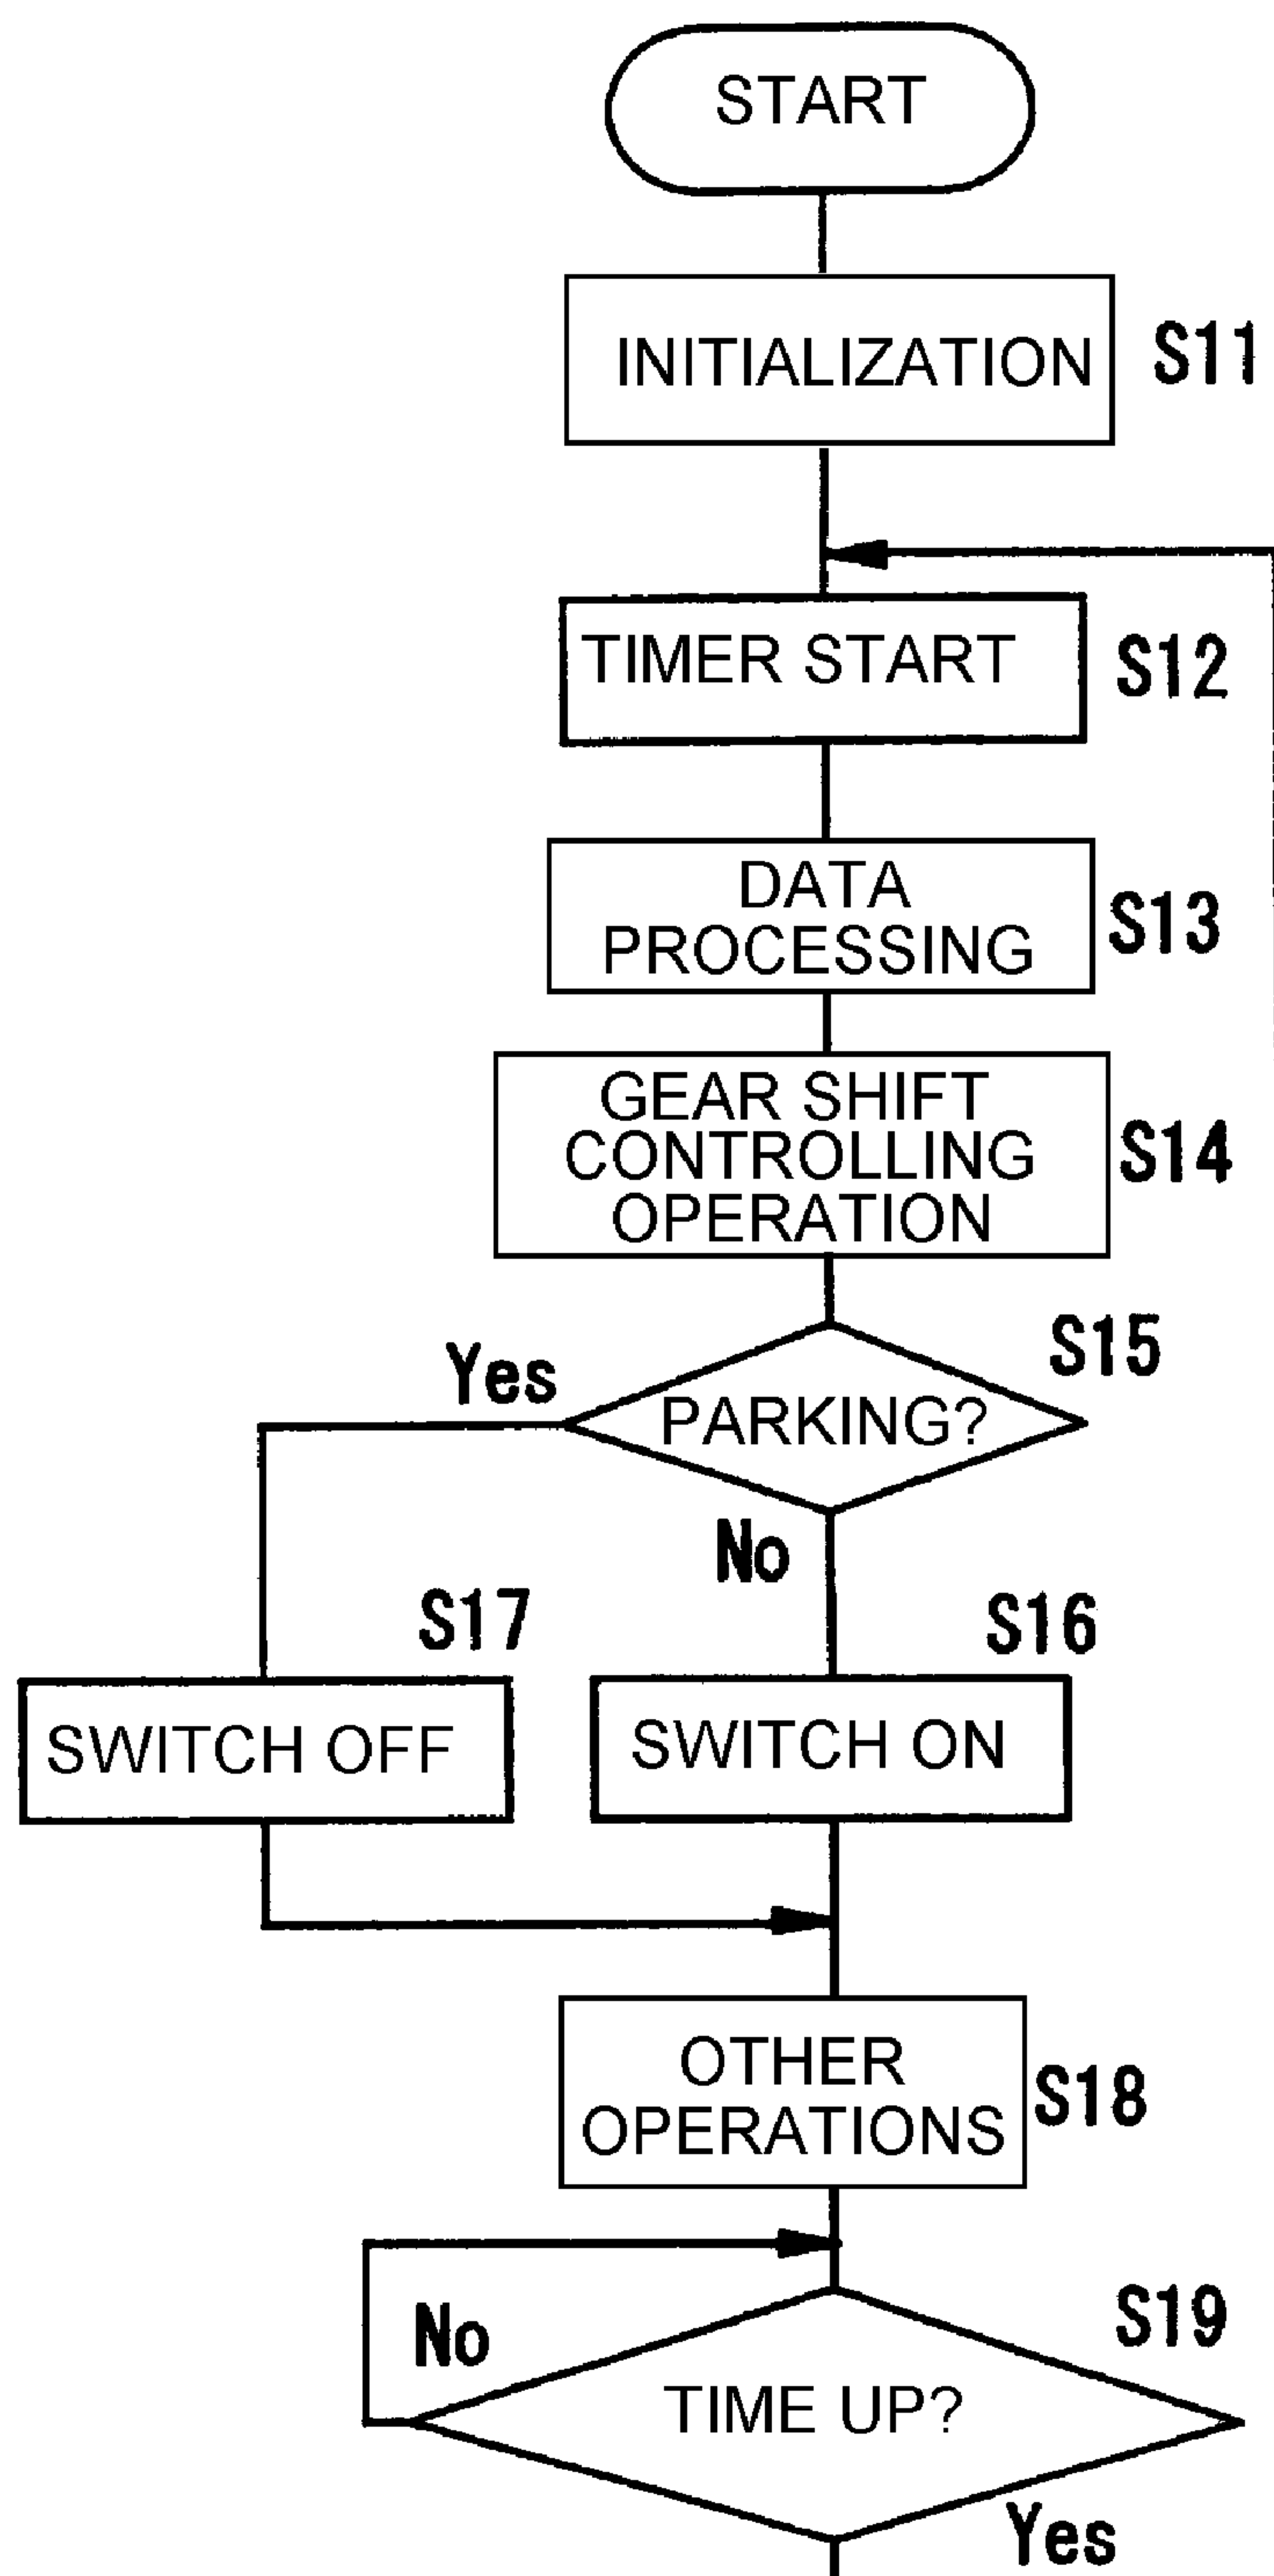 START
INITIALIZATION
S11
TIMER START
S12
DATA
PROCESSING
S13
GEAR SHIFT
CONTROLLING
OPERATION
S14
S15
Yes
PARKING?
No
S17
S16
SWITCH OFF
SWITCH ON
OTHER
OPERATIONS
S18
S19
No
TIME UP?
Yes